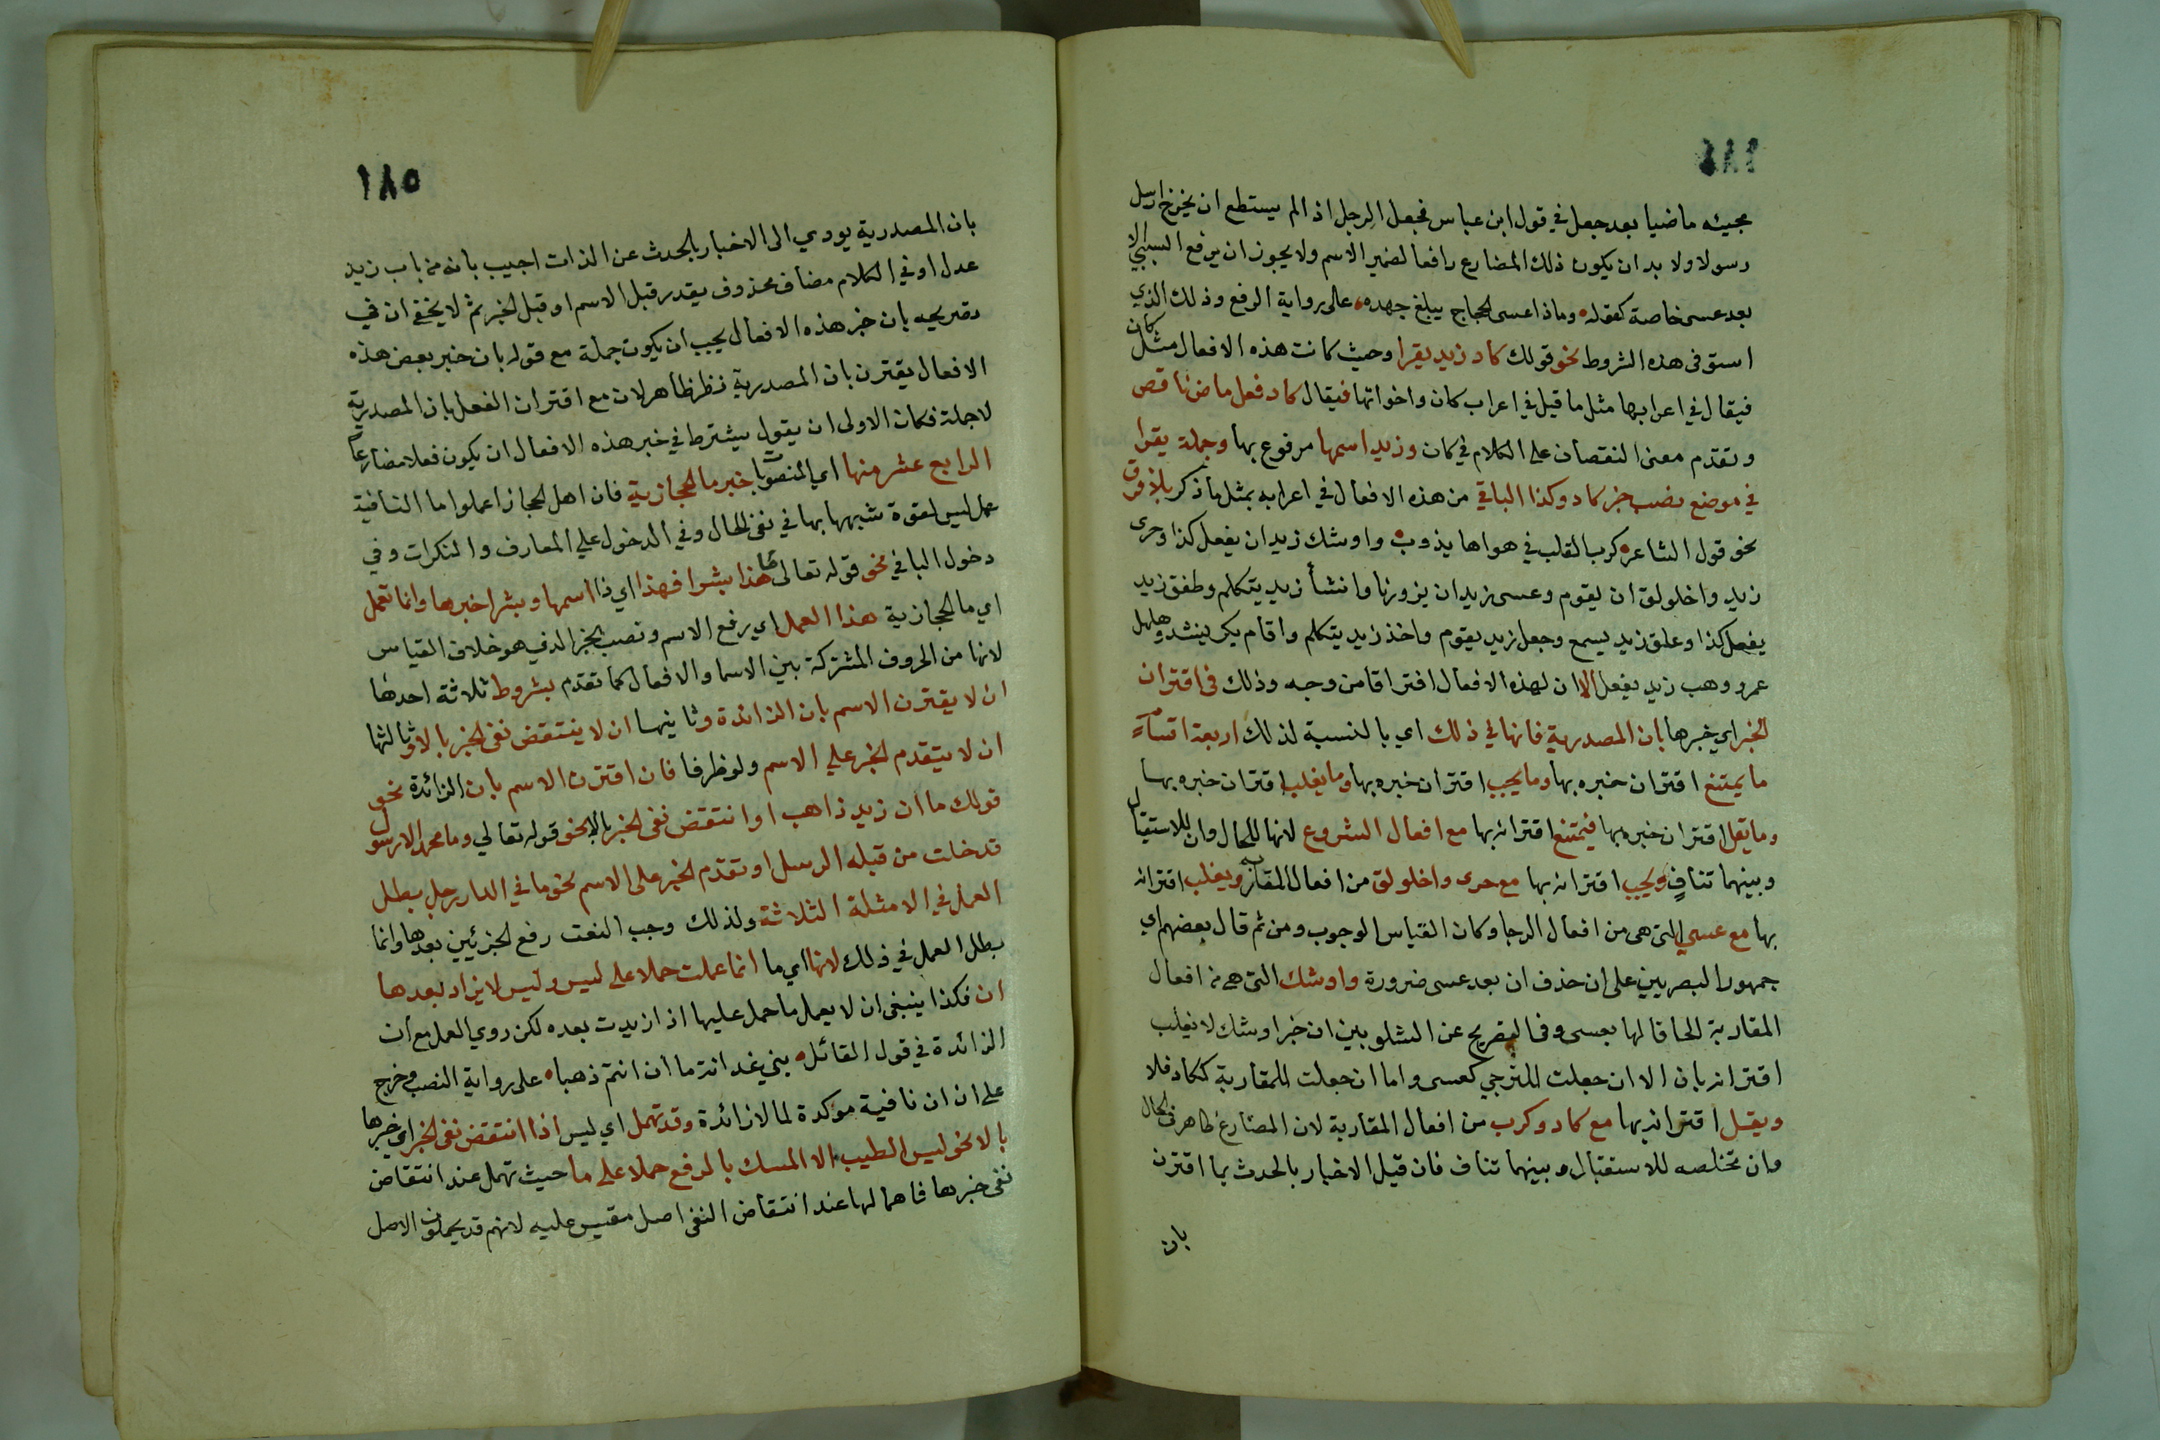 ١٨٤
مجيئه ماضيا بعد جعل في قول ابن عباس فجعل الرجل اذا لم يستطع ان يخرج ارسل
رسولا ولا بد ان يكون ذلك المضارع رافعا لضمير الاسم ولا يجوز ان يرفع السببي الا
بعد عسى خاصة كقوله وماذا عسى الحجاج يبلغ جهده على رواية الرفع وذلك الذي
استوفى هذه الشروط نحو قولك كاد زيد يقرا وحيث كانت هذه الافعال مثل كان
فيقال في اعرابها مثل ما قيل في اعراب كان واخواتها فيقال كاد فعل ماض ناقص
وتقدم معنى النقصان على الكلام في كان وزيد اسمها مرفوع بها وجملة يقرا
في موضع نصب خبر كاد وكذا الباقي من هذه الافعال في اعرابه بمثل ما ذكر بلا فرق
نحو قول الشاعر كرب القلب في هواها يذوب واوشك زيد ان يفعل كذا وحرى
زيد واخلولق ان يقوم وعسى زيد ان يزورنا وانشأ زيد يتكلم وطفق زيد
يفعل كذا وعلق زيد يسمع وجعل زيد يقوم واخذ زيد يتكلم واقام بكر ينشد وهلهل
عمرو وهب زيد يفعل الا ان لهذه الافعال افتراقا من وجه وذلك في اقتران
الخبر اي خبرها بان المصدرية فانها في ذلك اي بالنسبة لذلك اربعة اقسام
ما يمتنع اقتران خبره بها وما يجب اقتران خبره بها وما يغلب اقتران خبره بها
وما يقل اقتران خبره بها فيمتنع اقترانه بها مع افعال الشروع لانها للحال وان للاستقبال
وبينهما تناف ويجب اقترانه بها مع حرى واخلولق من افعال المقاربة ويغلب اقترانه
بها مع عسى التي هي من افعال الرجا وكان القياس الوجوب ومن ثم قال بعضهم اي
جمهور البصريين على ان حذف ان بعد عسى ضرورة واوشك التي هي من افعال
المقاربة الحاقا لها بعسى وفي التصريح عن الشلوبين ان خبر اوشك لا يغلب
اقترانه بان الا ان جعلت للترجي كعسى واما ان جعلت للمقاربة ككاد فلا
ويقل اقترانه بها مع كاد وكرب من افعال المقاربة لان المضارع ظاهر في الحال
وان تخلصه للاستقبال وبينهما تناف فان قيل الاخبار بالحدث بما اقترن
بان
١٨٥
بان المصدرية يودي الى الاخبار بالحدث عن الذات اجيب بانه من باب زيد
عدل او في الكلام مضاف محذوف يقدر قبل الاسم او قبل الخبر ثم لا يخفى ان في
تصريحه بان خبر هذه الافعال يجب ان يكون جملة مع قوله بان خبر بعض هذه
الافعال يقترن بان المصدرية نظر ظاهر لان مع اقتران الفعل بان المصدرية
لا جملة فكان الاولى ان يقول يشترط في خبر هذه الافعال ان يكون فعلا مضارعا
الرابع عشر منها اي المنصوبات خبر ما الحجازية فان اهل الحجاز اعملوا ما النافية
عمل ليس لقوة شبهها بها في نفي الحال وفي الدخول علي المعارف والنكرات وفي
دخول البا في نحو قوله تعالى ما هذا بشرا فهذا اي ذا اسمها وبشرا خبرها وانما تعمل
اي ما الحجازية هذا العمل اي رفع الاسم ونصب الخبر الذي هو خلاف القياس
لانها من الحروف المشتركة بين الاسما والافعال كما تقدم بشروط ثلاثة احدها
ان لا يقترن الاسم بان الزائدة وثانيها ان لا ينتقض نفي الخبر بالا وثالثها
ان لا يتقدم الخبر علي الاسم ولو ظرفا فان اقترن الاسم بان الزائدة نحو
قولك ما ان زيد ذاهب او انتقض نفي الخبر بالا نحو قوله تعالي وما محمد الا رسول
قد خلت من قبله الرسل او تقدم الخبر على الاسم نحو ما في الدار رجل بطل
العمل في الامثلة الثلاثة ولذلك وجب النعت رفع الجزئين بعدها وانما
بطل العمل في ذلك لانها اي ما انما عملت حملا على ليس وليس لا يزاد بعدها
ان فكذا ينبغي ان لا يعمل ما حمل عليها اذا زيدت بعده لكن روي العمل مع ان
الزائدة في قول القائل بني غدانة ما ان انتم ذهبا على رواية النصب وخرج
على ان ان نافية موكدة لما لا زائدة وقد تهمل اي ليس اذا انتقض نفي الخبر اي خبرها
بالا نحو ليس الطيب الا المسك بالرفع حملا على ما حيث تهمل عند انتقاض
نفي خبرها فاهمالها عند انتقاض النفي اصل مقيس عليه لانهم قد يحملون الاصل